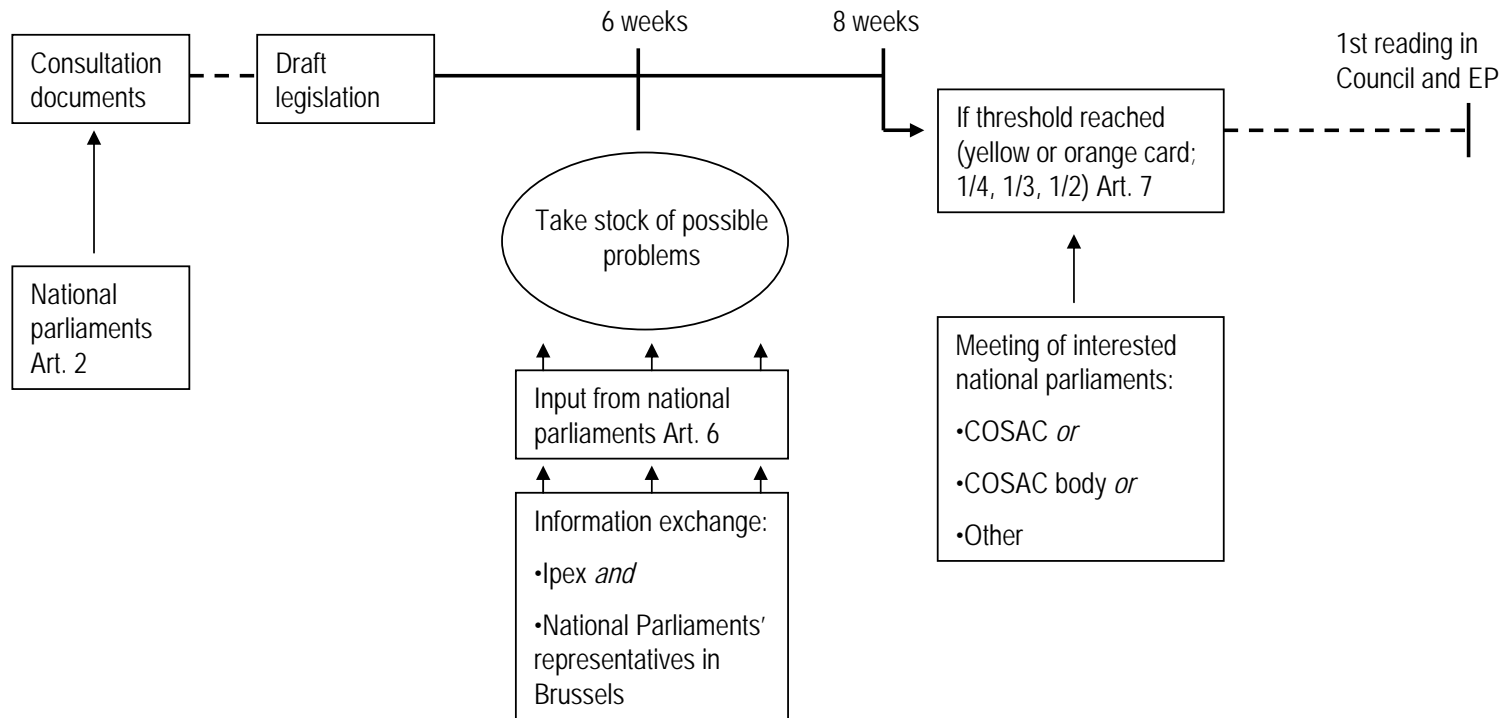 6 weeks
8 weeks
1st reading in
Council and EP
Consultation
documents
Draft
legislation
If threshold reached
(yellow or orange card;
1/4, 1/3, 1/2) Art. 7
Take stock of possible
problems
National
parliaments
Art. 2
Input from national
parliaments Art. 6
Meeting of interested
national parliaments:
•COSAC or
•COSAC body or
•Other
Information exchange:
•Ipex and
•National Parliaments’
representatives in
Brussels